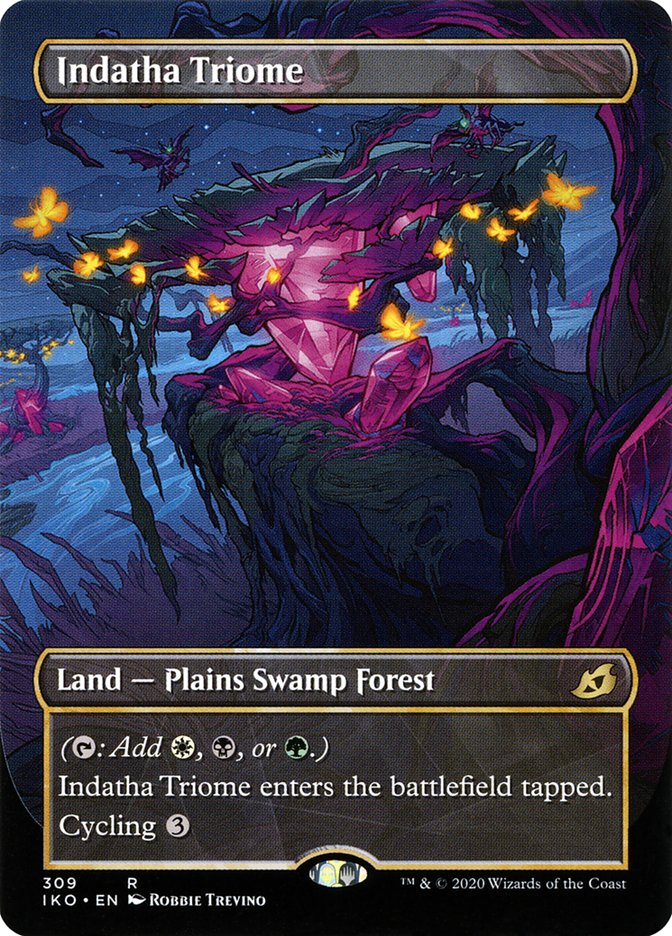 Indatha Triome
Land — Plains Swamp Forest
(: Add , , or .)
Indatha Triome enters the battlefield tapped.
Cycling 3
309 R
IKO • EN Robbie Trevino
™ & © 2020 Wizards of the Coast